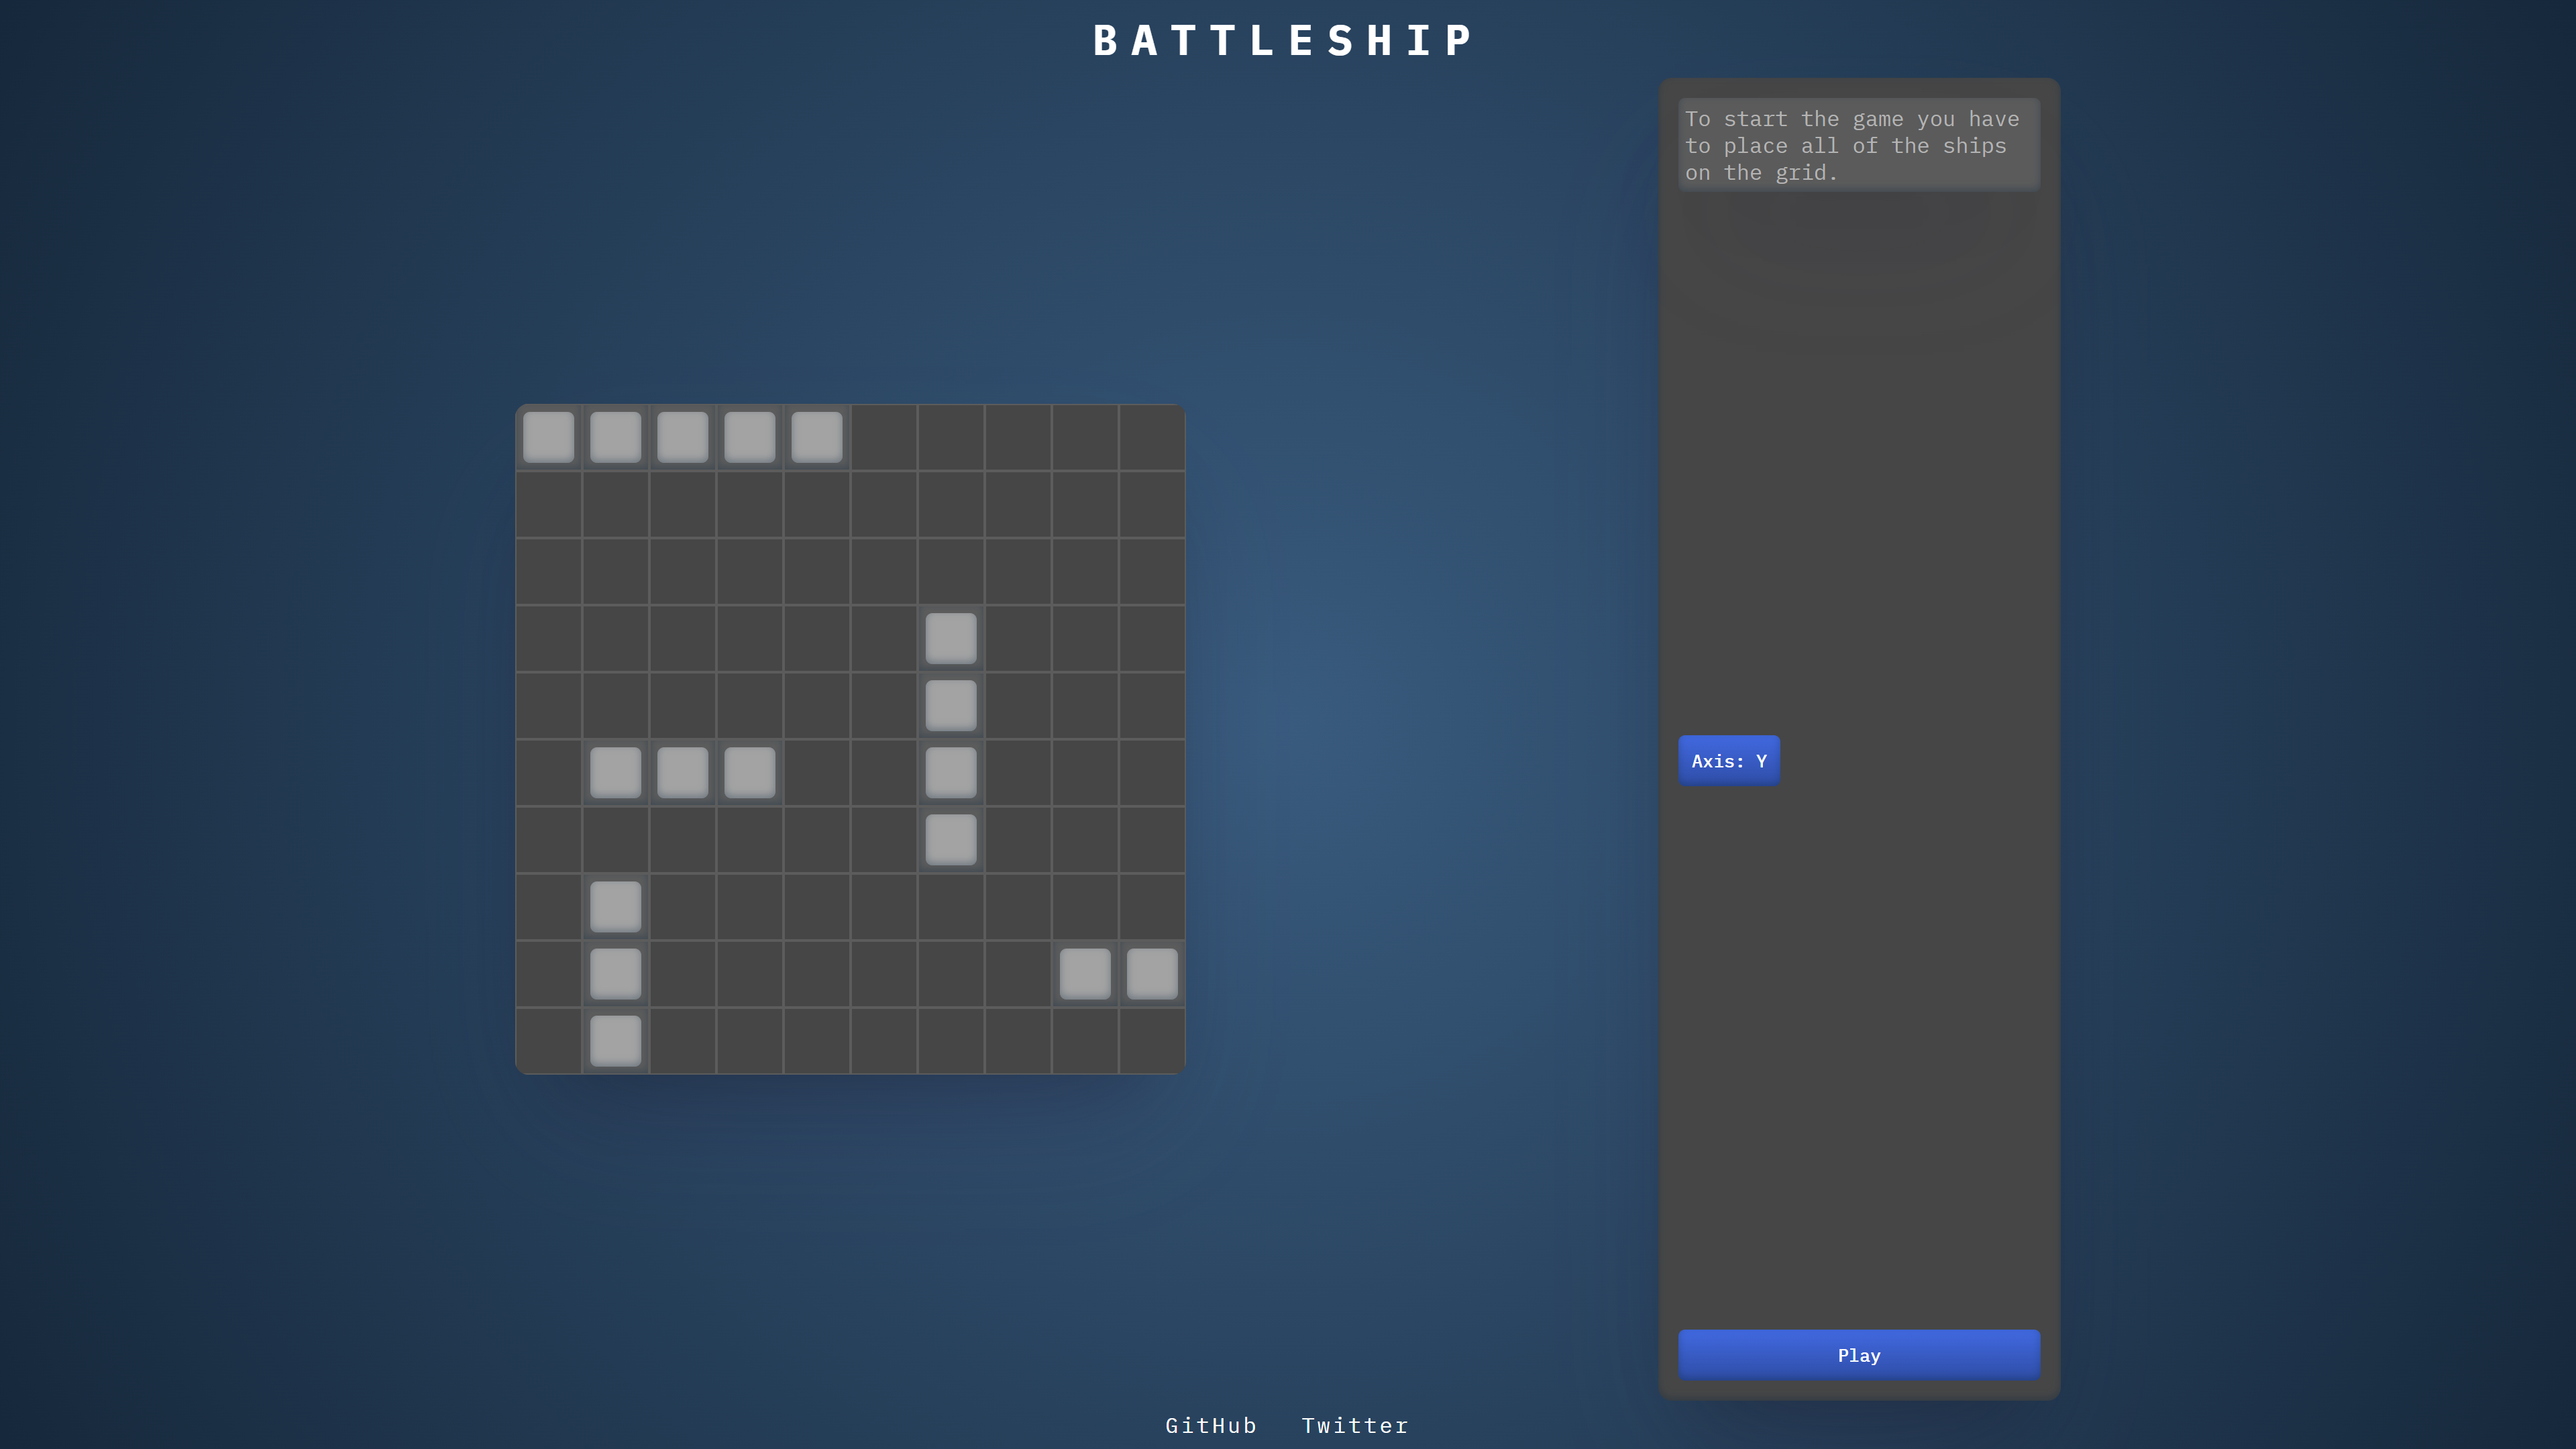 BATTLESHIP
To start the game you have
to place all of the ships
on the grid.
Axis: Y
Play
GitHub Twitter